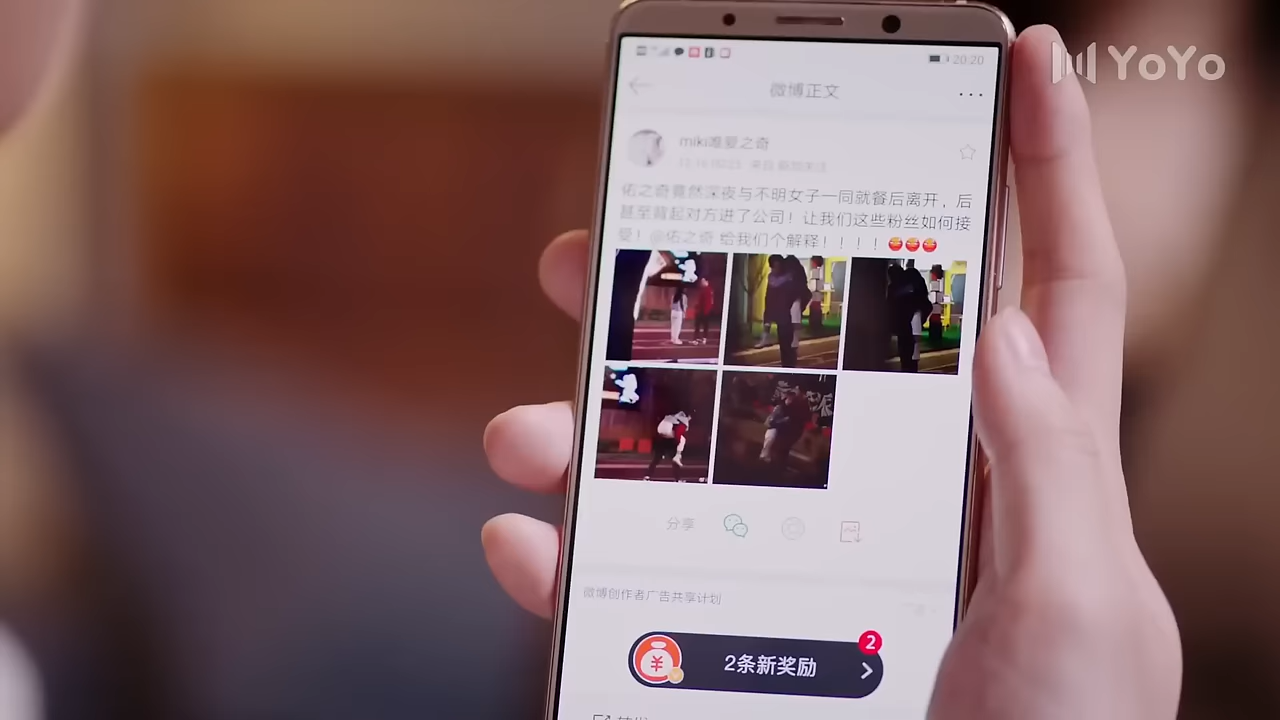 YoYo
20:20
微博正文
miki唯爱之奇
佑之奇竟然深夜与不明女子一同就餐后离开，后
甚至背起对方进了公司！让我们这些粉丝如何接
受！@佑之奇 给我们个解释！！！！
分享
微博创作者广告共享计划
2
2条新奖励